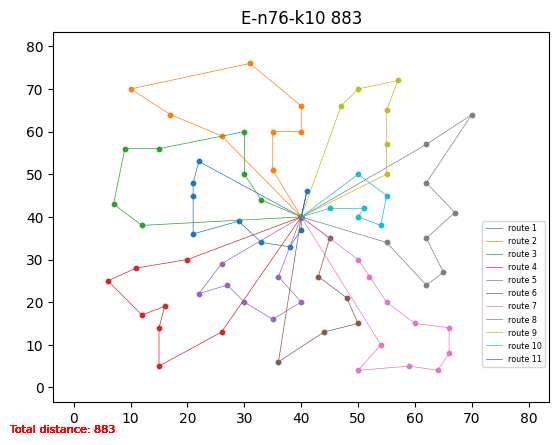 E-n76-k10 883
80
70
60
50
40
30
20
10
0
0 10 20 30 40 50 60 70 80
route 1
route 2
route 3
route 4
route 5
route 6
route 7
route 8
route 9
route 10
route 11
Total distance: 883